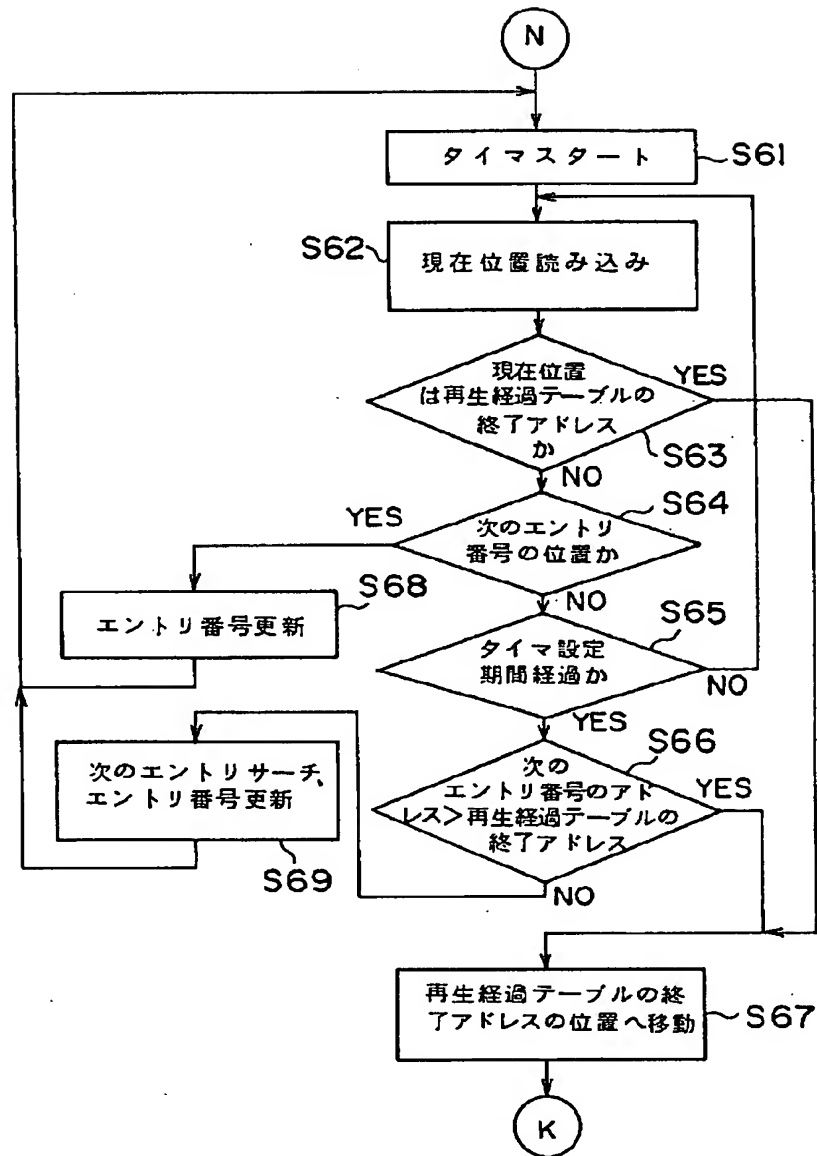 N
タイマスタート
S61
S62
現在位置読み込み
現在位置
は再生経過テーブルの
終了アドレス
か
YES
S63
NO
S64
YES
次のエントリ
番号の位置か
S68
エントリ番号更新
NO
S65
タイマ設定
期間経過か
NO
YES
S66
次の
エントリ番号のアド
レス>再生経過テーブルの
終了アドレス
YES
次のエントリサーチ、
エントリ番号更新
S69
NO
再生経過テーブルの終
了アドレスの位置へ移動
S67
K